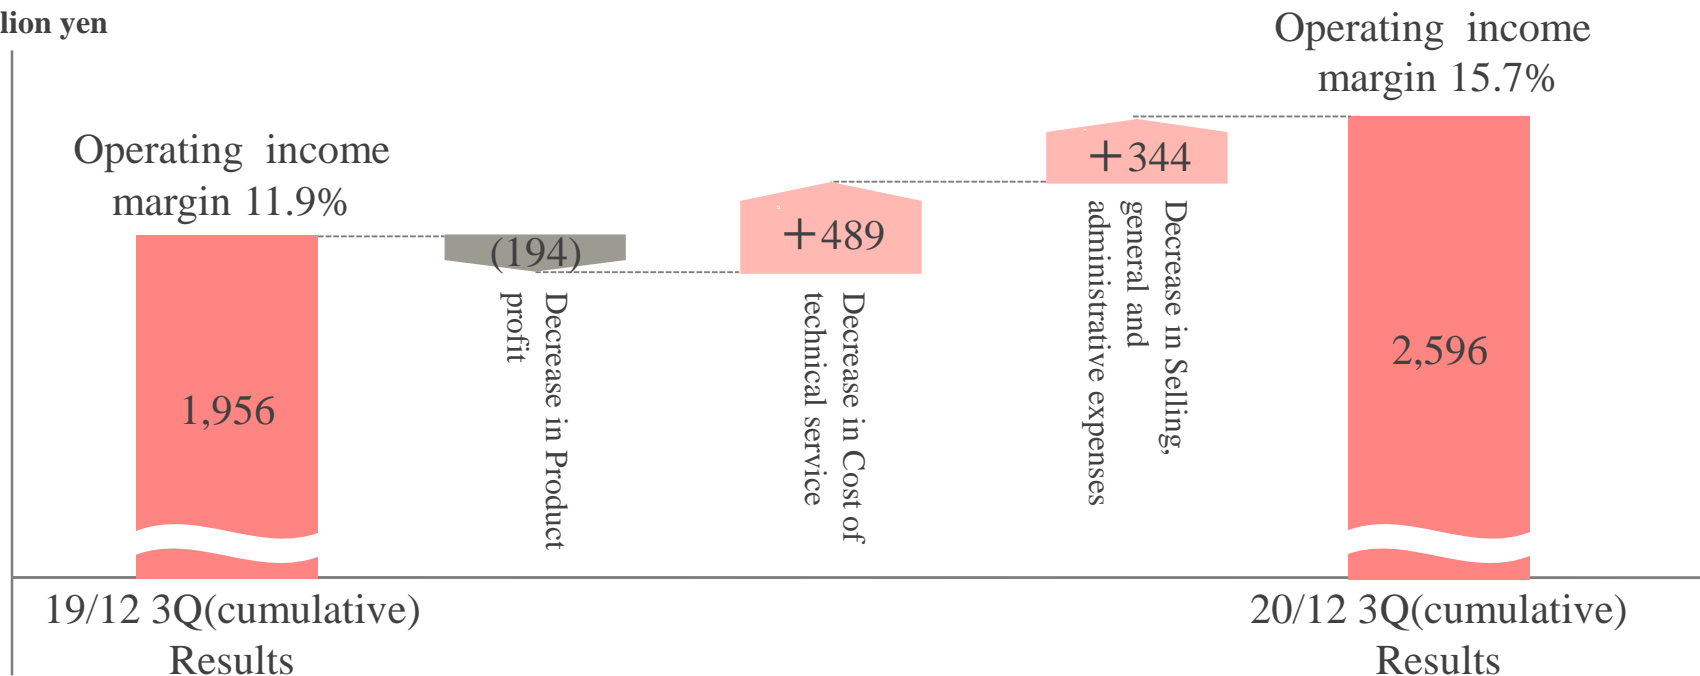 lion yen
Operating income
margin 15.7%
Operating income
margin 11.9%
+344
+489
(194)
2,596
1,956
Decrease in Product
profit
Decrease in Cost of
technical service
Decrease in Selling,
general and
administrative expenses
19/12 3Q(cumulative)
Results
20/12 3Q(cumulative)
Results